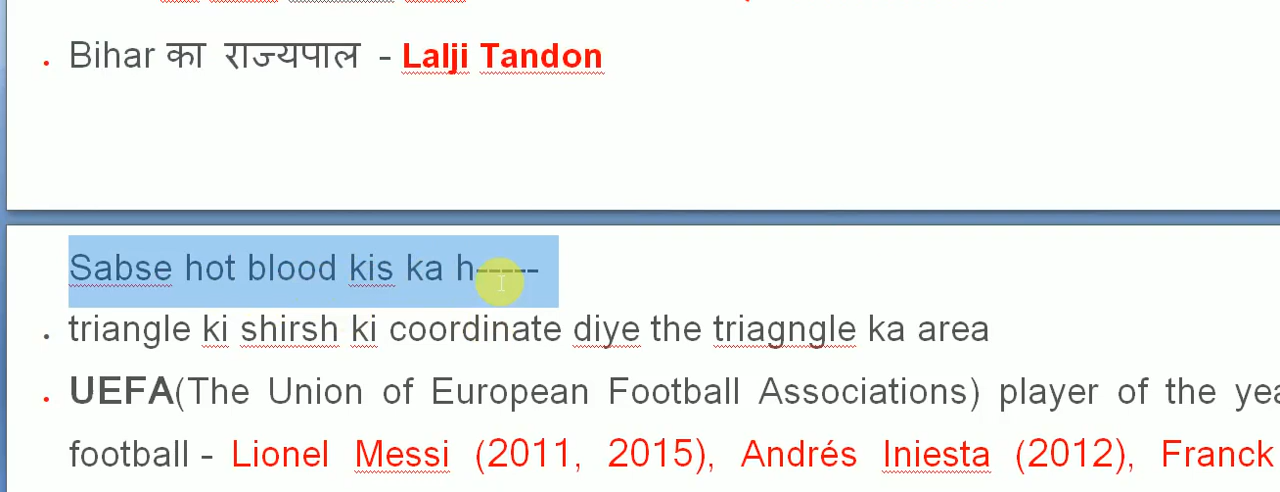 Bihar का राज्यपाल - Lalji Tandon
Sabse hot blood kis ka h-----
triangle ki shirsh ki coordinate diye the triagngle ka area
UEFA(The Union of European Football Associations) player of the
football - Lionel Messi (2011, 2015), Andrés Iniesta (2012), Franck